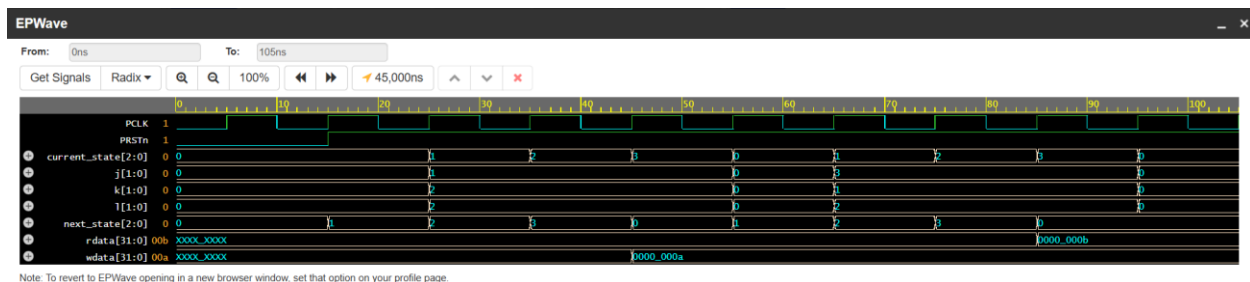 EPWave
From: 0ns To: 105ns
Get Signals Radix 100% 45,000ns
0 10 20 30 40 50 60 70 80 90 100
PCLK 1
PRSTn 1
current_state[2:0] 0 0 1 2 3 0 1 2 3 0
j[1:0] 0 0 1 0 3 0
k[1:0] 0 0 2 0 1 0
l[1:0] 0 0 2 0 2 0
next_state[2:0] 0 0 1 2 3 0 1 2 3 0
rdata[31:0] 00b XXXX_XXXX 0000_000b
wdata[31:0] 00a XXXX_XXXX 0000_000a
Note: To revert to EPWave opening in a new browser window, set that option on your profile page.